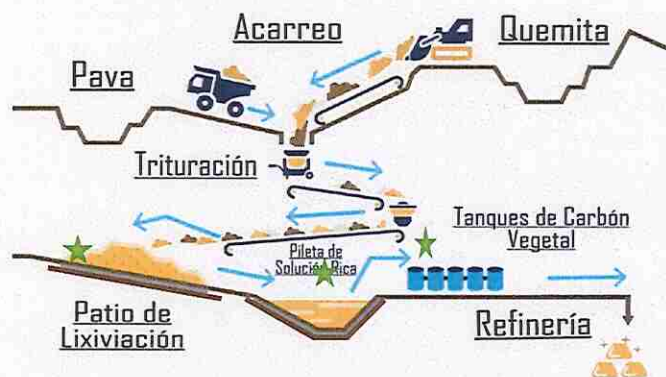 Acarreo
Quemita
Pava
Trituración
Tanques de Carbón
Vegetal
Pileta de
Solución Rica
Patio de
Lixiviación
Refinería